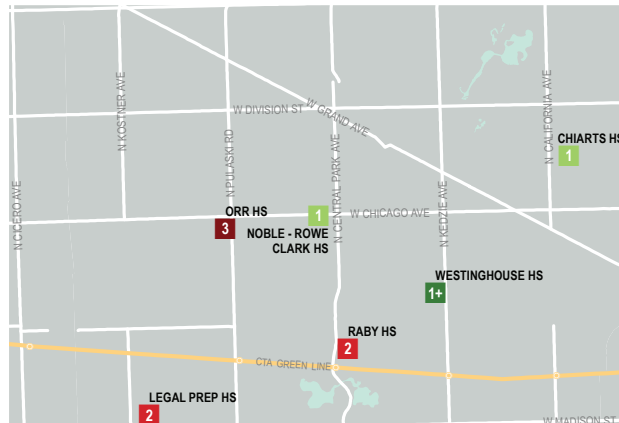 N KOSTNER AVE
W DIVISION ST
W GRAND AVE
N CALIFORNIA AVE
CHIARTS HS
1
N CICERO AVE
N PULASKI RD
N CENTRAL PARK AVE
N KEDZIE AVE
ORR HS
3
1
W CHICAGO AVE
NOBLE - ROWE
CLARK HS
WESTINGHOUSE HS
1+
RABY HS
2
CTA GREEN LINE
LEGAL PREP HS
2
W MADISON ST